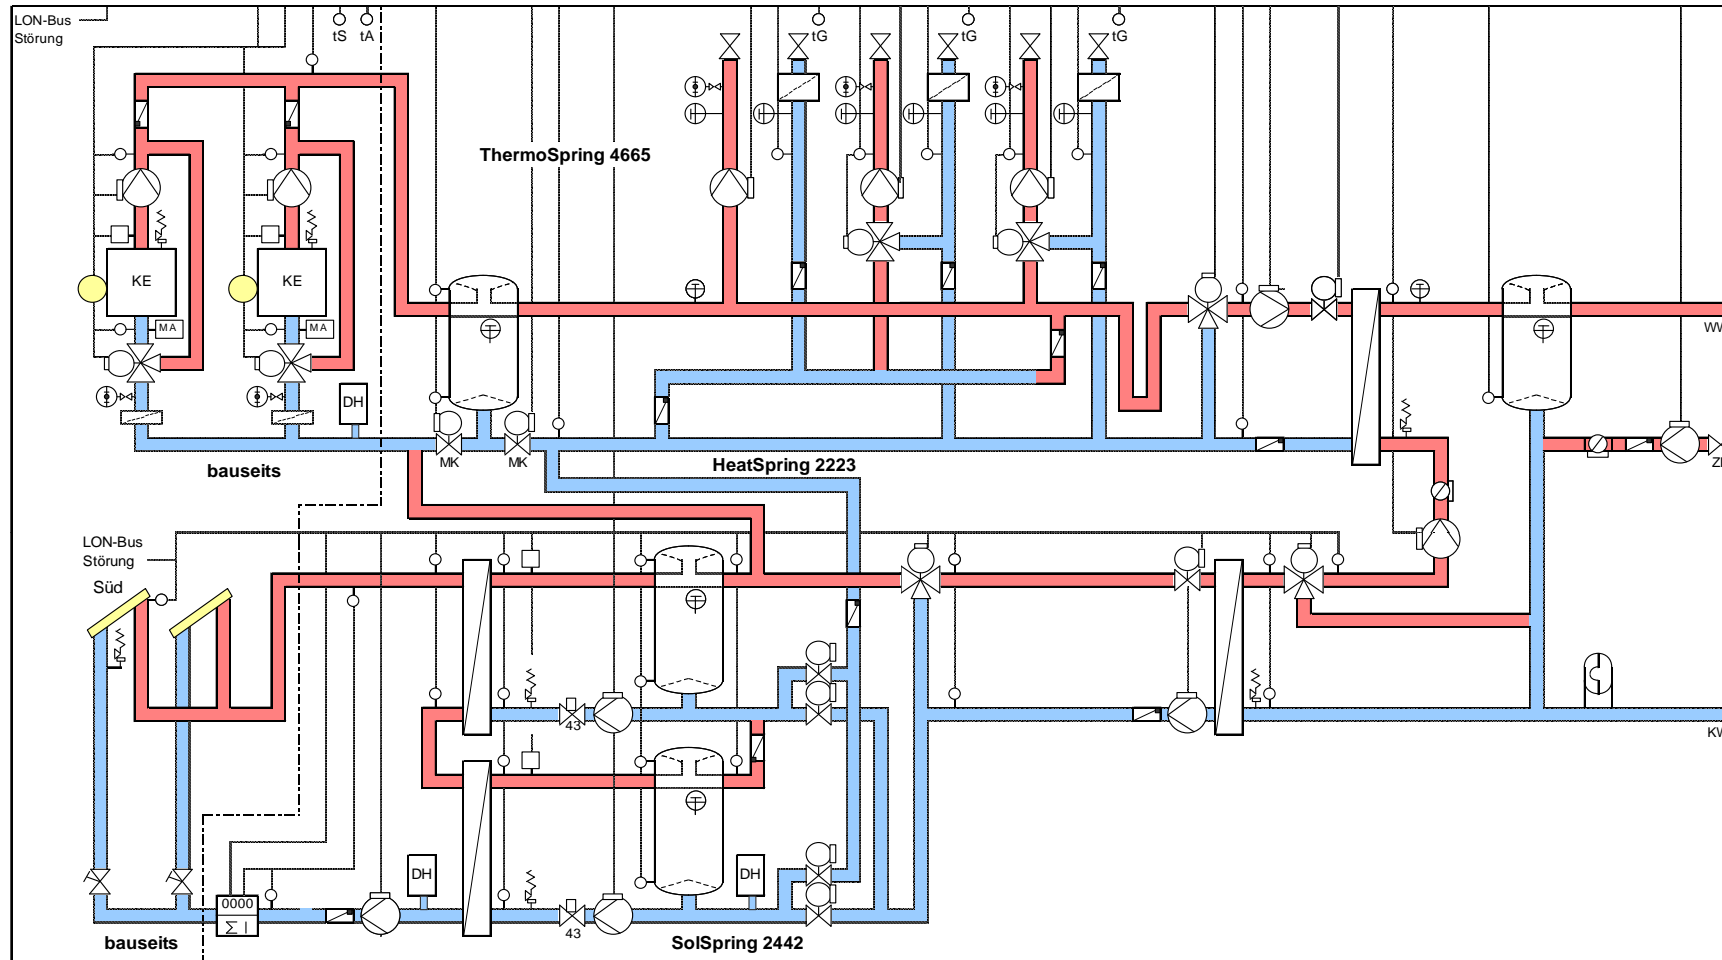 LON-Bus
Störung
tS
tA
tG
tG
tG
ThermoSpring 4665
KE
KE
MA
MA
DH
MK
MK
WW
bauseits
HeatSpring 2223
LON-Bus
Störung
Süd
43
KW
DH
DH
0000
Σ I
43
bauseits
SolSpring 2442